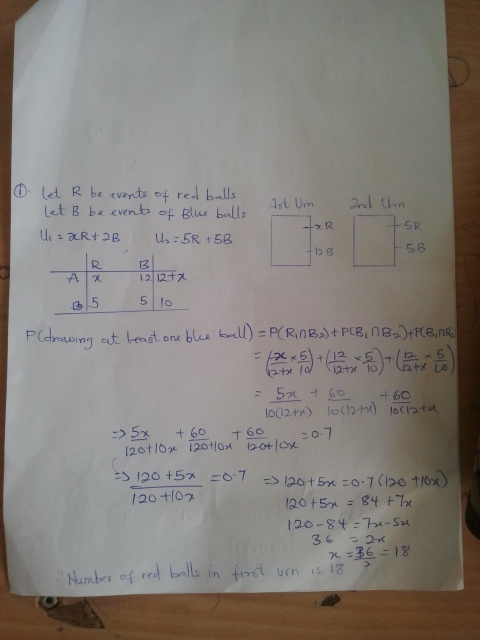 ① Let R be events of red balls
Let B be events of Blue balls
1st Urn 2nd Urn
xR 5R
12B 5B
U₁ = xR + 2B U₂ = 5R + 5B
R B
A x 12 12+x
B 5 5 10
P(drawing at least one blue ball) = P(R₁∩B₂) + P(B₁∩B₂) + P(B₁∩R₂
= (x/12+x × 5/10) + (12/12+x × 5/10) + (12/12+x × 5/10)
= 5x/10(12+x) + 60/10(12+x) + 60/10(12+x
=> 5x/120+10x + 60/120+10x + 60/120+10x = 0.7
=> 120+5x/120+10x = 0.7 => 120+5x = 0.7(120+10x)
120+5x = 84+7x
120-84 = 7x-5x
36 = 2x
x = 36/2 = 18
Number of red balls in first urn is 18